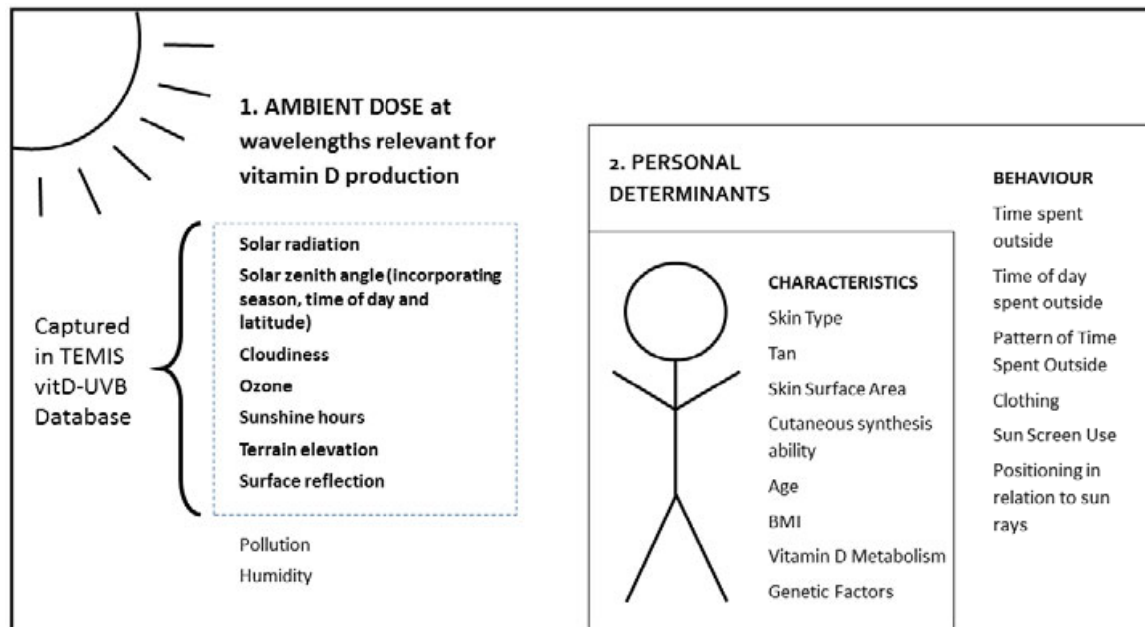 1. AMBIENT DOSE at
wavelengths relevant for
vitamin D production
Captured
in TEMIS
vitD-UVB
Database
Solar radiation
Solar zenith angle (incorporating
season, time of day and
latitude)
Cloudiness
Ozone
Sunshine hours
Terrain elevation
Surface reflection
Pollution
Humidity
2. PERSONAL
DETERMINANTS
CHARACTERISTICS
Skin Type
Tan
Skin Surface Area
Cutaneous synthesis
ability
Age
BMI
Vitamin D Metabolism
Genetic Factors
BEHAVIOUR
Time spent
outside
Time of day
spent outside
Pattern of Time
Spent Outside
Clothing
Sun Screen Use
Positioning in
relation to sun
rays